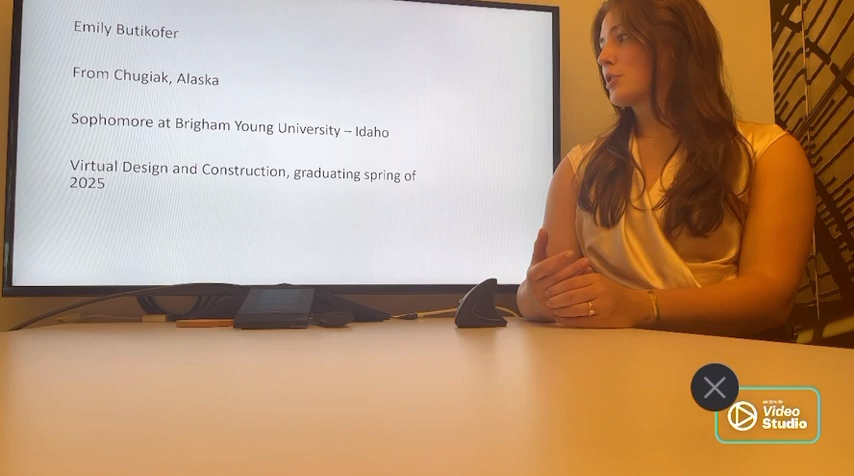 Emily Butikofer
From Chugiak, Alaska
Sophomore at Brigham Young University – Idaho
Virtual Design and Construction, graduating spring of
2025
Video
Studio